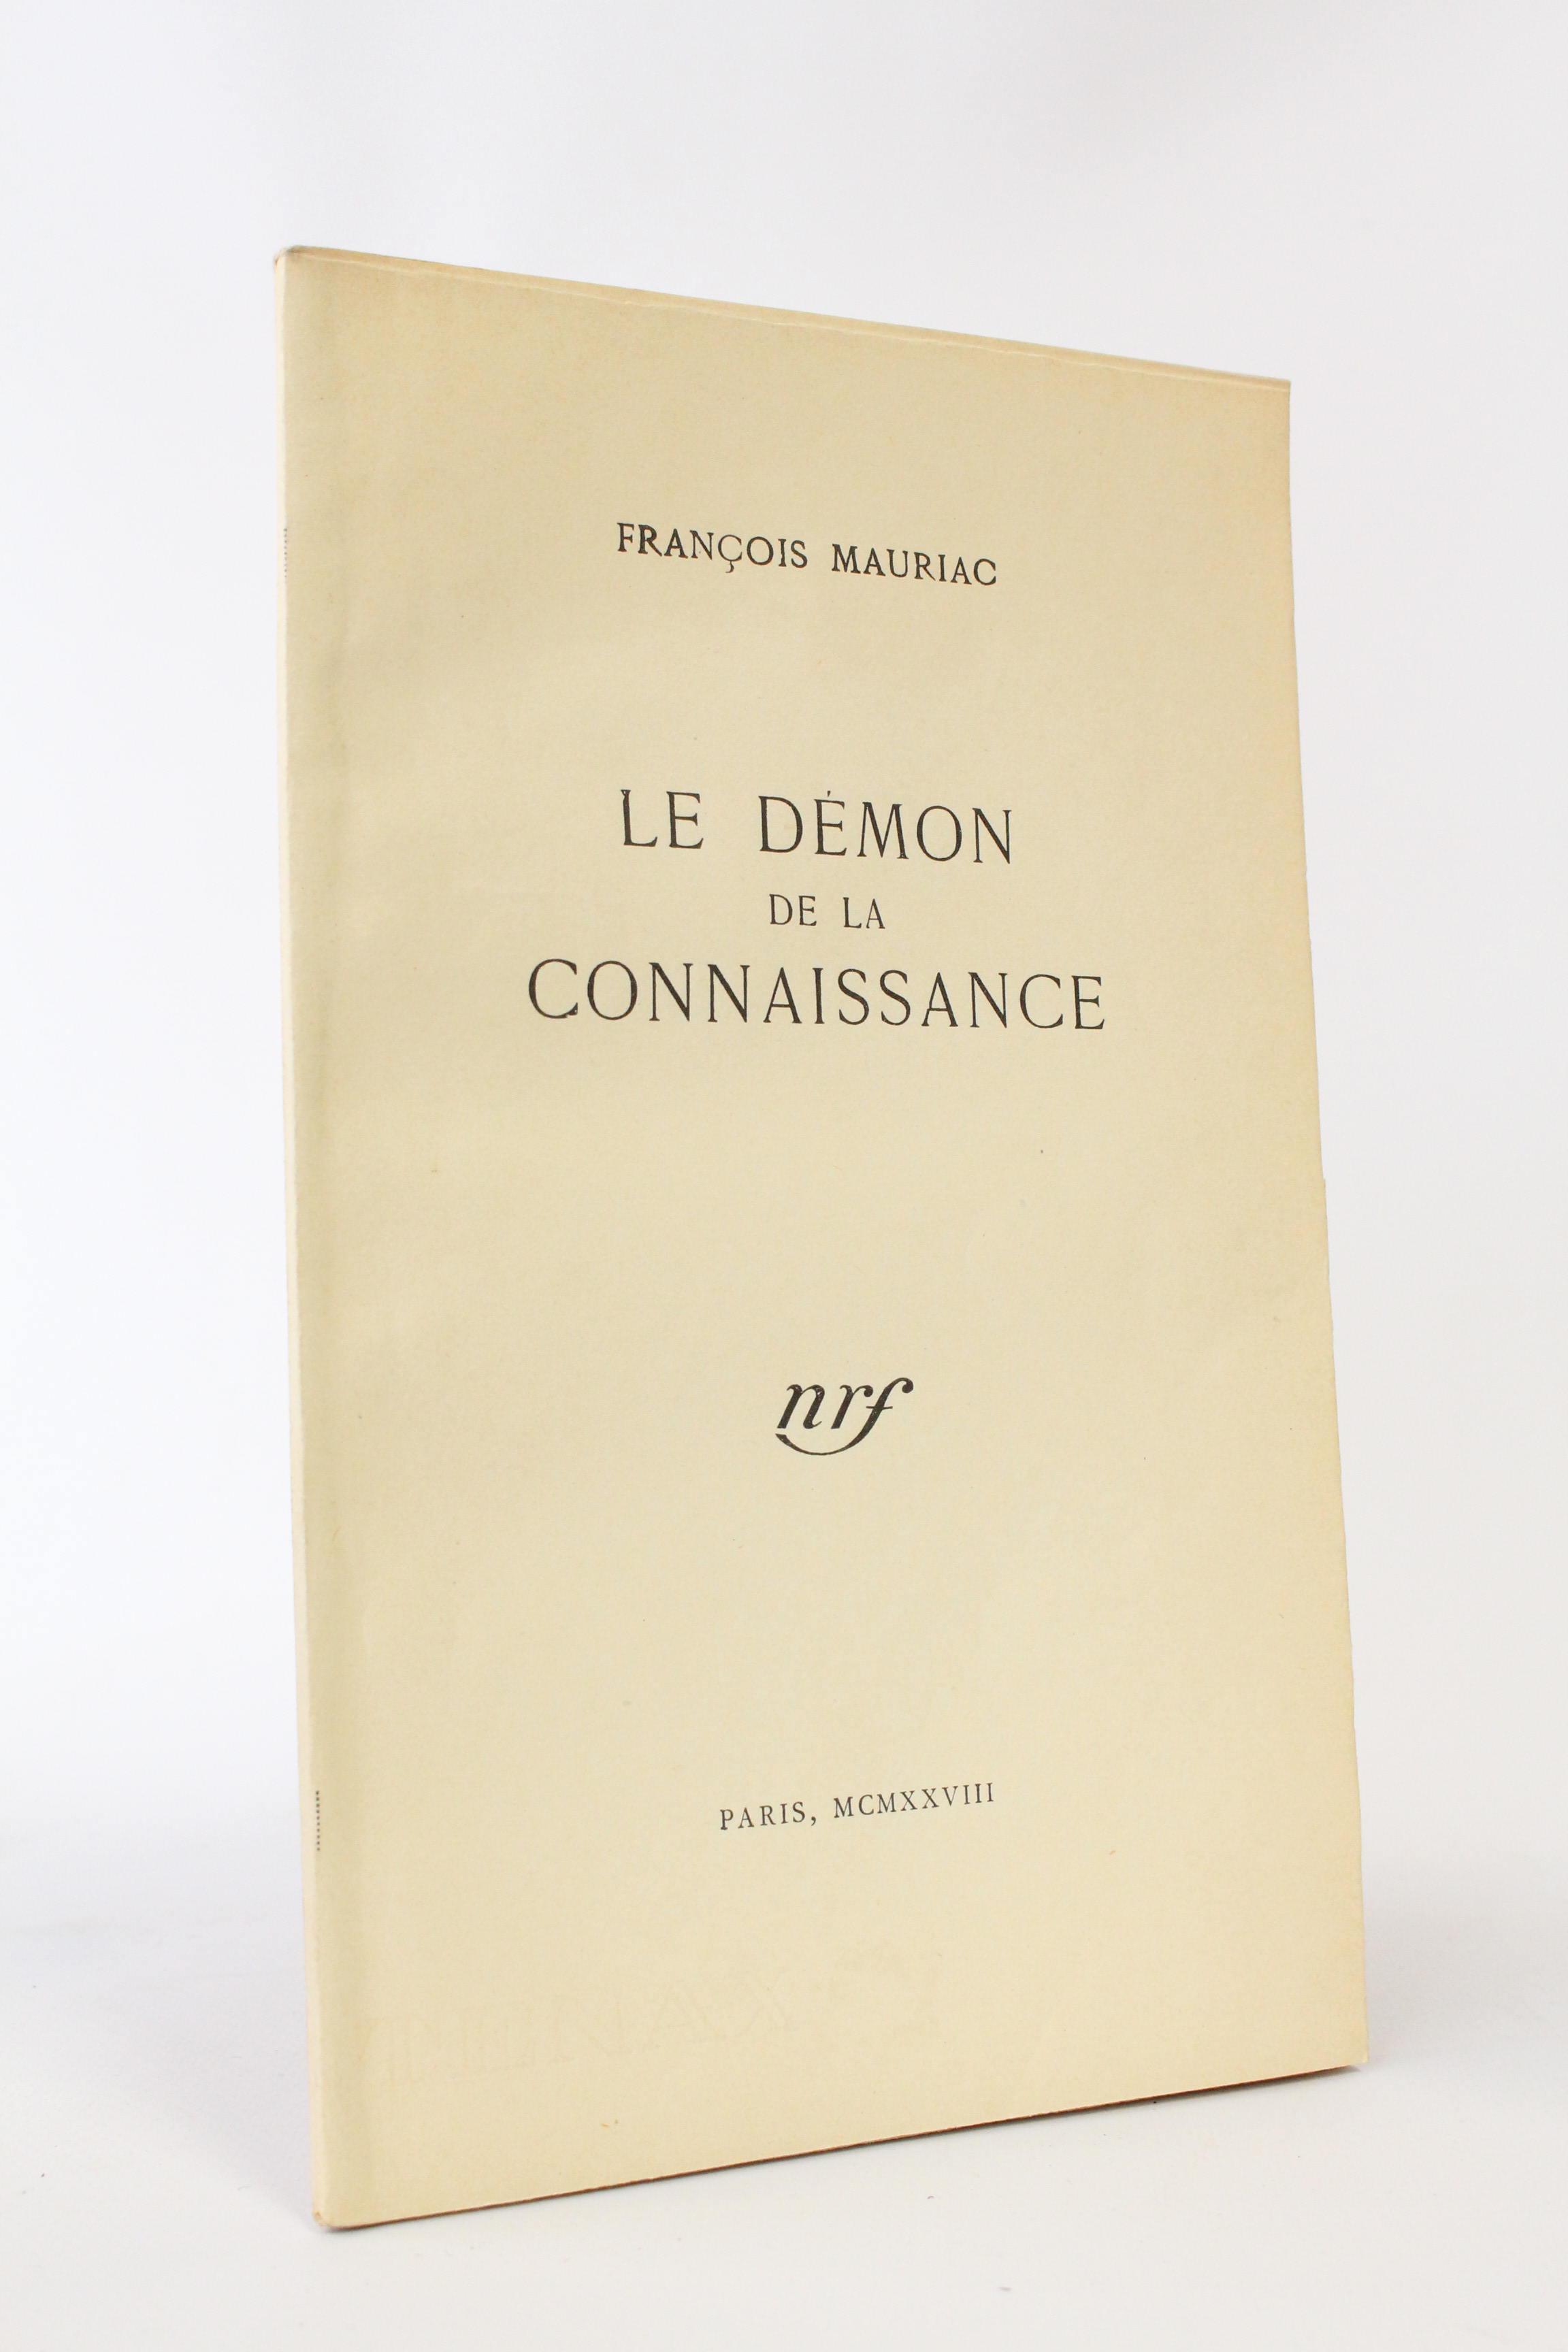 FRANÇOIS MAURIAC
LE DÉMON
DE LA
CONNAISSANCE
nrf
PARIS, MCMXXVIII